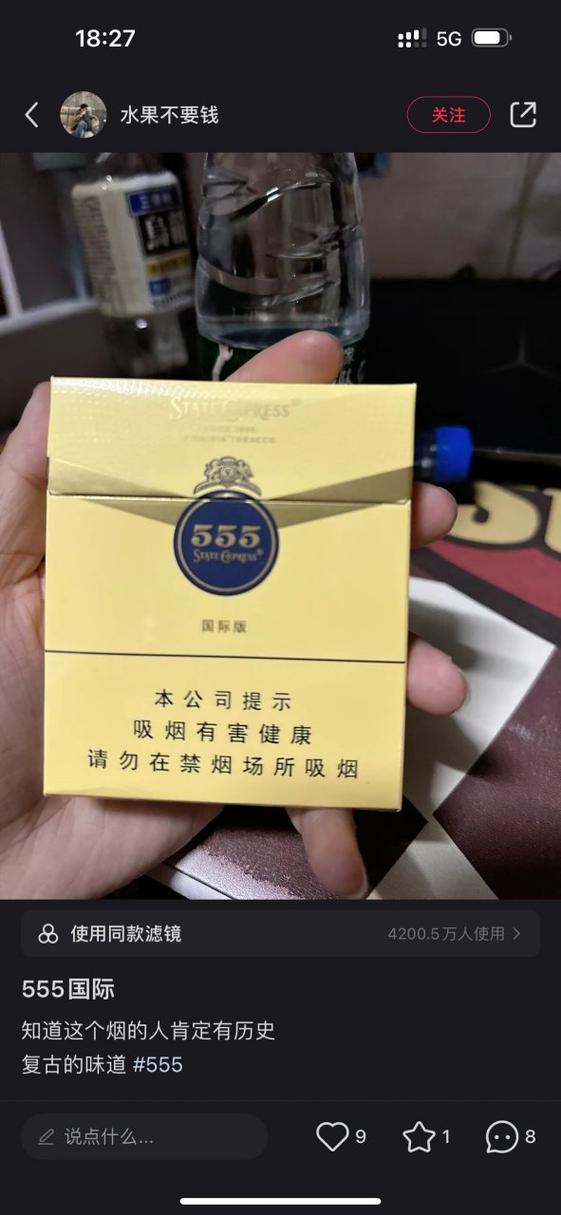 18:27
5G
水果不要钱
关注
烏龍
STATE EXPRESS®
SINCE 1896
VIRGINIA TOBACCO
555
STATE EXPRESS®
国际版
本公司提示
吸烟有害健康
请勿在禁烟场所吸烟
使用同款滤镜
4200.5万人使用
555国际
知道这个烟的人肯定有历史
复古的味道 #555
说点什么...
9
1
8